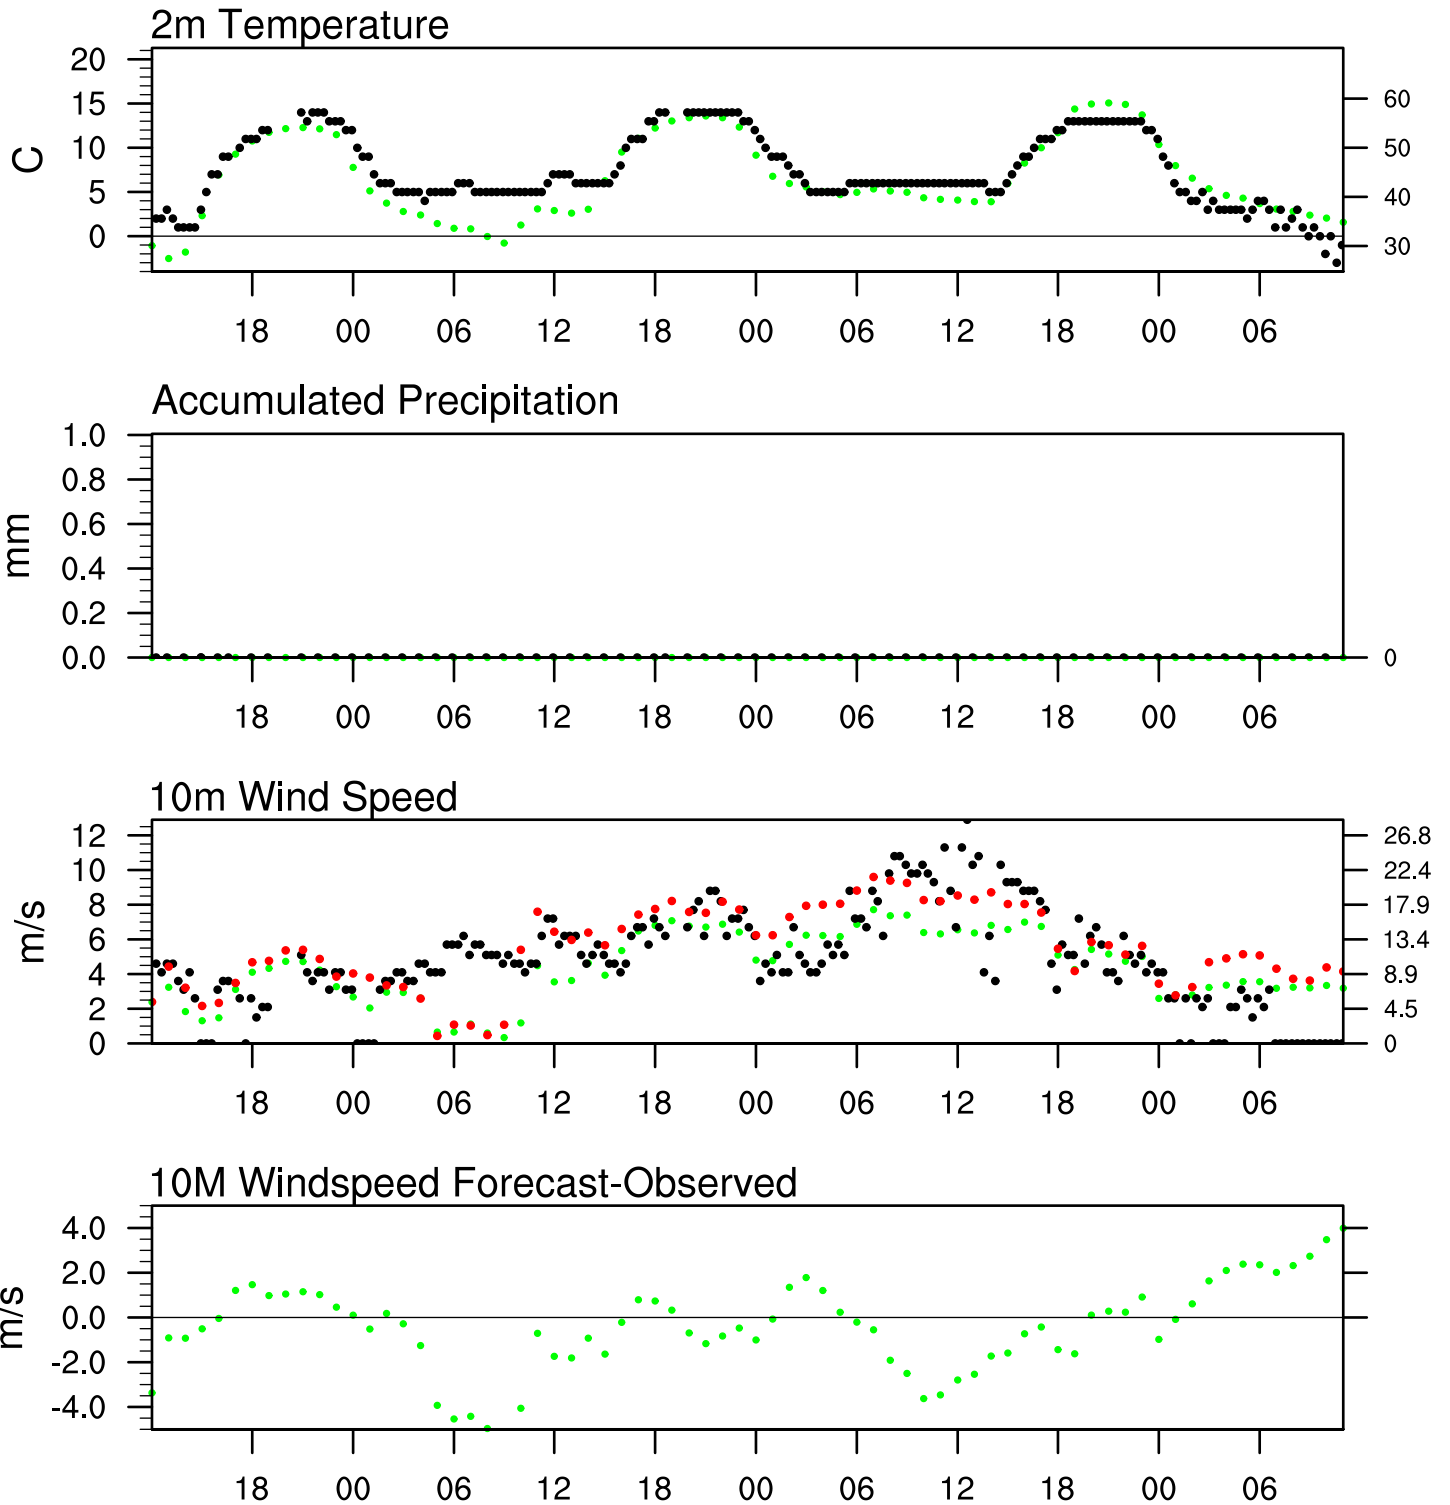 2m Temperature
20
15
10
5
0
C
60
50
40
30
18 00 06 12 18 00 06 12 18 00 06
Accumulated Precipitation
1.0
0.8
0.6
0.4
0.2
0.0
mm
0
18 00 06 12 18 00 06 12 18 00 06
10m Wind Speed
12
10
8
6
4
2
0
m/s
26.8
22.4
17.9
13.4
8.9
4.5
0
18 00 06 12 18 00 06 12 18 00 06
10M Windspeed Forecast-Observed
4.0
2.0
0.0
-2.0
-4.0
m/s
18 00 06 12 18 00 06 12 18 00 06